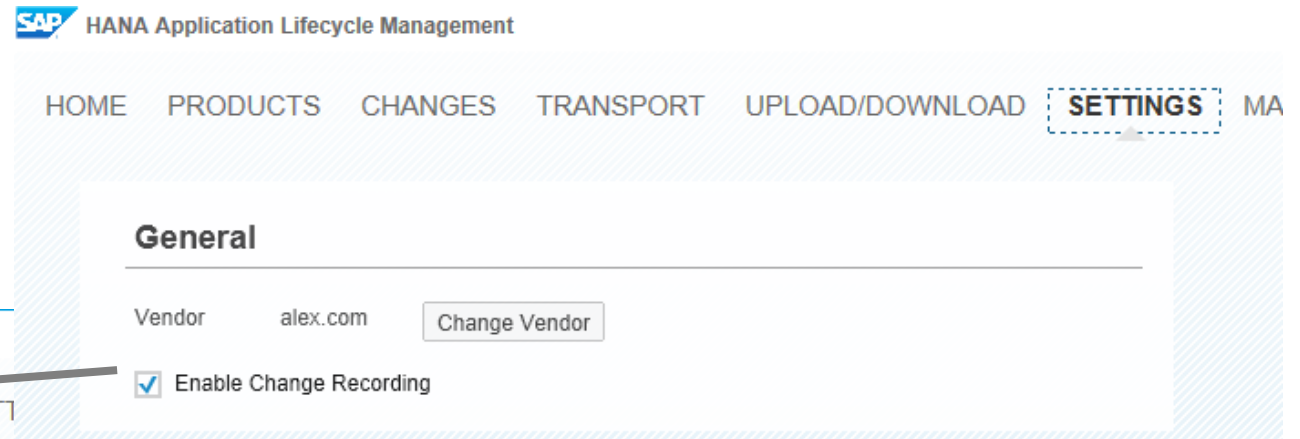 SAP HANA Application Lifecycle Management
HOME PRODUCTS CHANGES TRANSPORT UPLOAD/DOWNLOAD SETTINGS MA
General
Vendor alex.com Change Vendor
Enable Change Recording